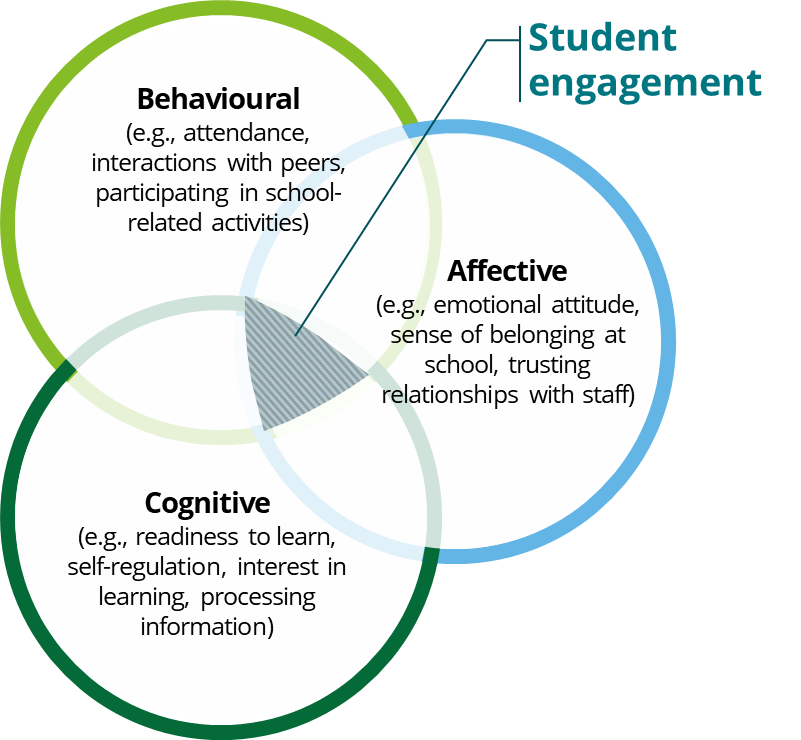 Student
engagement
Behavioural
(e.g., attendance,
interactions with peers,
participating in school-
related activities)
Affective
(e.g., emotional attitude,
sense of belonging at
school, trusting
relationships with staff)
Cognitive
(e.g., readiness to learn,
self-regulation, interest in
learning, processing
information)